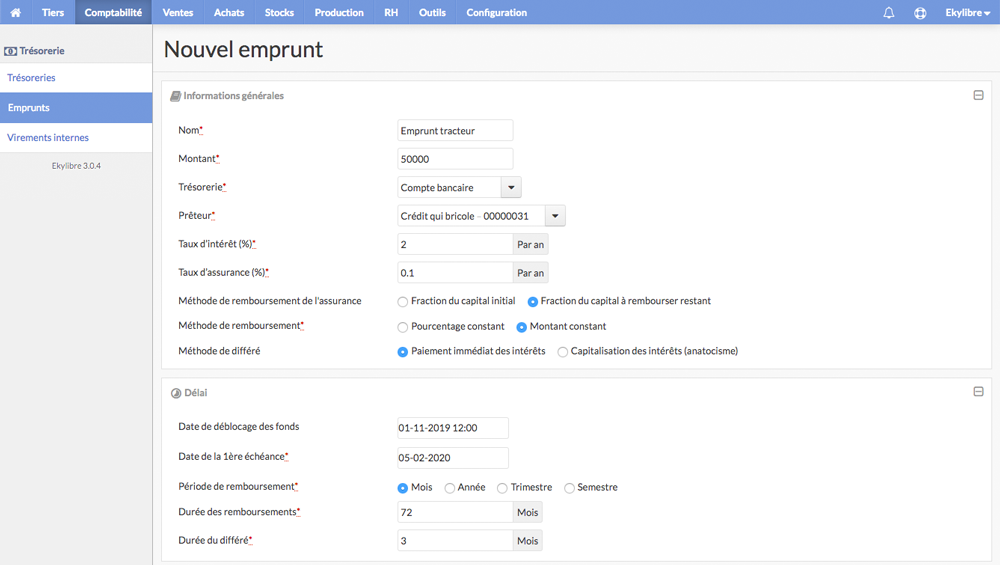 Tiers Comptabilité Ventes Achats Stocks Production RH Outils Configuration Ekylibre
Trésorerie
Trésoreries
Emprunts
Virements internes
Ekylibre 3.0.4
Nouvel emprunt
Informations générales
Nom* Emprunt tracteur
Montant* 50000
Trésorerie* Compte bancaire
Prêteur* Crédit qui bricole - 00000031
Taux d'intérêt (%)* 2 Par an
Taux d'assurance (%)* 0.1 Par an
Méthode de remboursement de l'assurance Fraction du capital initial Fraction du capital à rembourser restant
Méthode de remboursement* Pourcentage constant Montant constant
Méthode de différé Paiement immédiat des intérêts Capitalisation des intérêts (anatocisme)
Délai
Date de déblocage des fonds 01-11-2019 12:00
Date de la 1ère échéance* 05-02-2020
Période de remboursement* Mois Année Trimestre Semestre
Durée des remboursements* 72 Mois
Durée du différé* 3 Mois